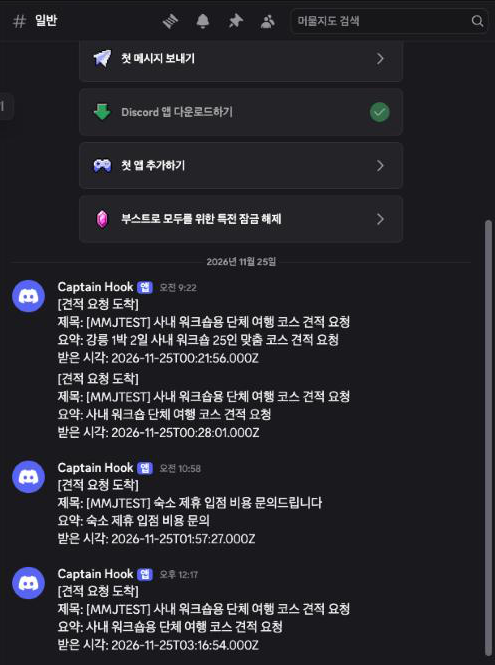 # 일반
머물지도 검색
첫 메시지 보내기
1
Discord 앱 다운로드하기
첫 앱 추가하기
부스트로 모두를 위한 특전 잠금 해제
2026년 11월 25일
Captain Hook 앱 오전 9:22
[견적 요청 도착]
제목: [MMJTEST] 사내 워크숍용 단체 여행 코스 견적 요청
요약: 강릉 1박 2일 사내 워크숍 25인 맞춤 코스 견적 요청
받은 시각: 2026-11-25T00:21:56.000Z
[견적 요청 도착]
제목: [MMJTEST] 사내 워크숍용 단체 여행 코스 견적 요청
요약: 사내 워크숍 단체 여행 코스 견적 요청
받은 시각: 2026-11-25T00:28:01.000Z
Captain Hook 앱 오전 10:58
[견적 요청 도착]
제목: [MMJTEST] 숙소 제휴 입점 비용 문의드립니다
요약: 숙소 제휴 입점 비용 문의
받은 시각: 2026-11-25T01:57:27.000Z
Captain Hook 앱 오후 12:17
[견적 요청 도착]
제목: [MMJTEST] 사내 워크숍용 단체 여행 코스 견적 요청
요약: 사내 워크숍용 단체 여행 코스 견적 요청
받은 시각: 2026-11-25T03:16:54.000Z